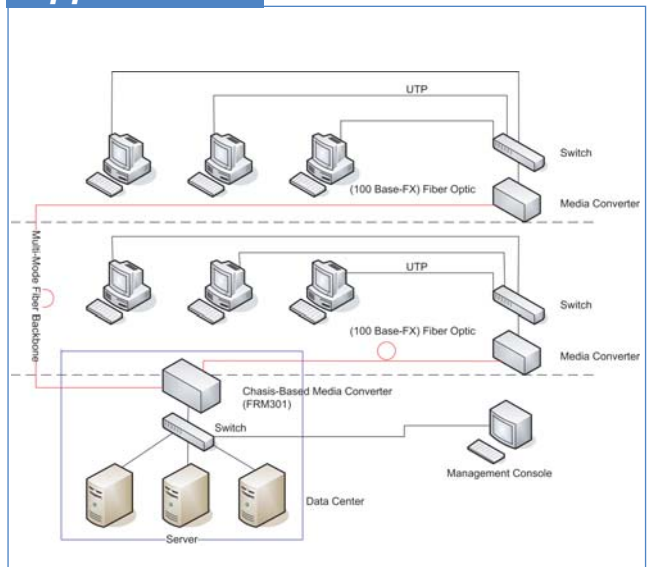 UTP
Switch
(100 Base-FX) Fiber Optic
Media Converter
Multi-Mode Fiber Backbone
UTP
Switch
(100 Base-FX) Fiber Optic
Media Converter
Chasis-Based Media Converter
(FRM301)
Switch
Management Console
Data Center
Server